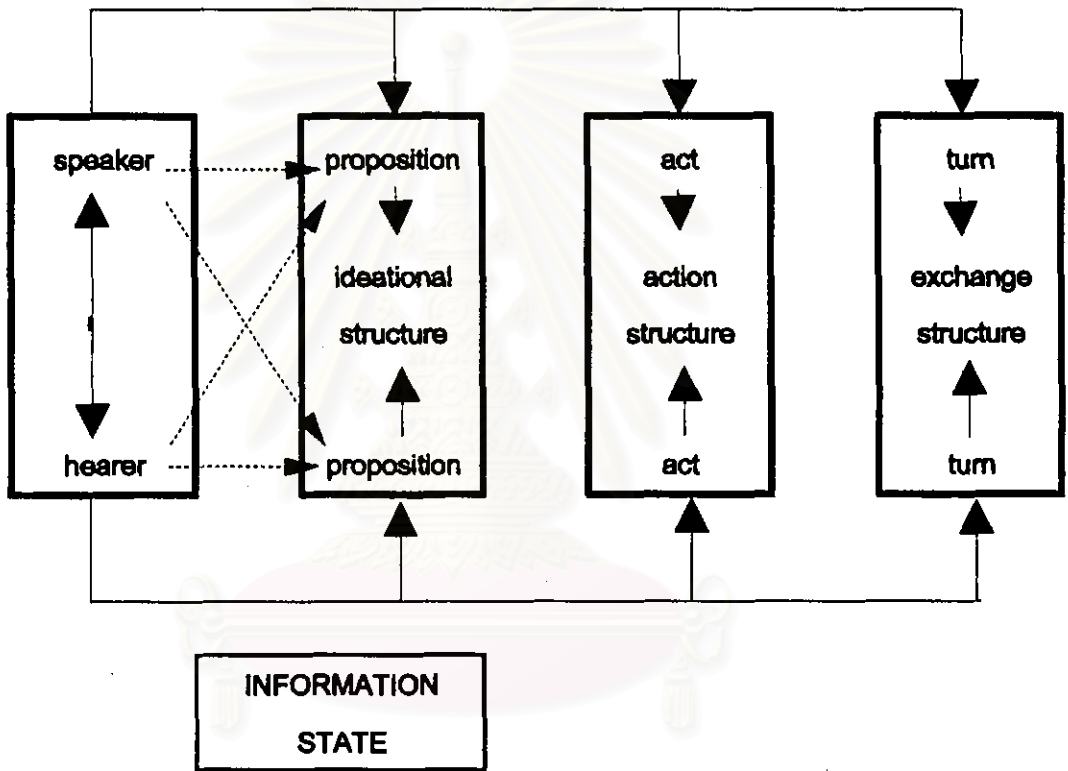 speaker
hearer
proposition
ideational
structure
proposition
act
action
structure
act
turn
exchange
structure
turn
INFORMATION
STATE